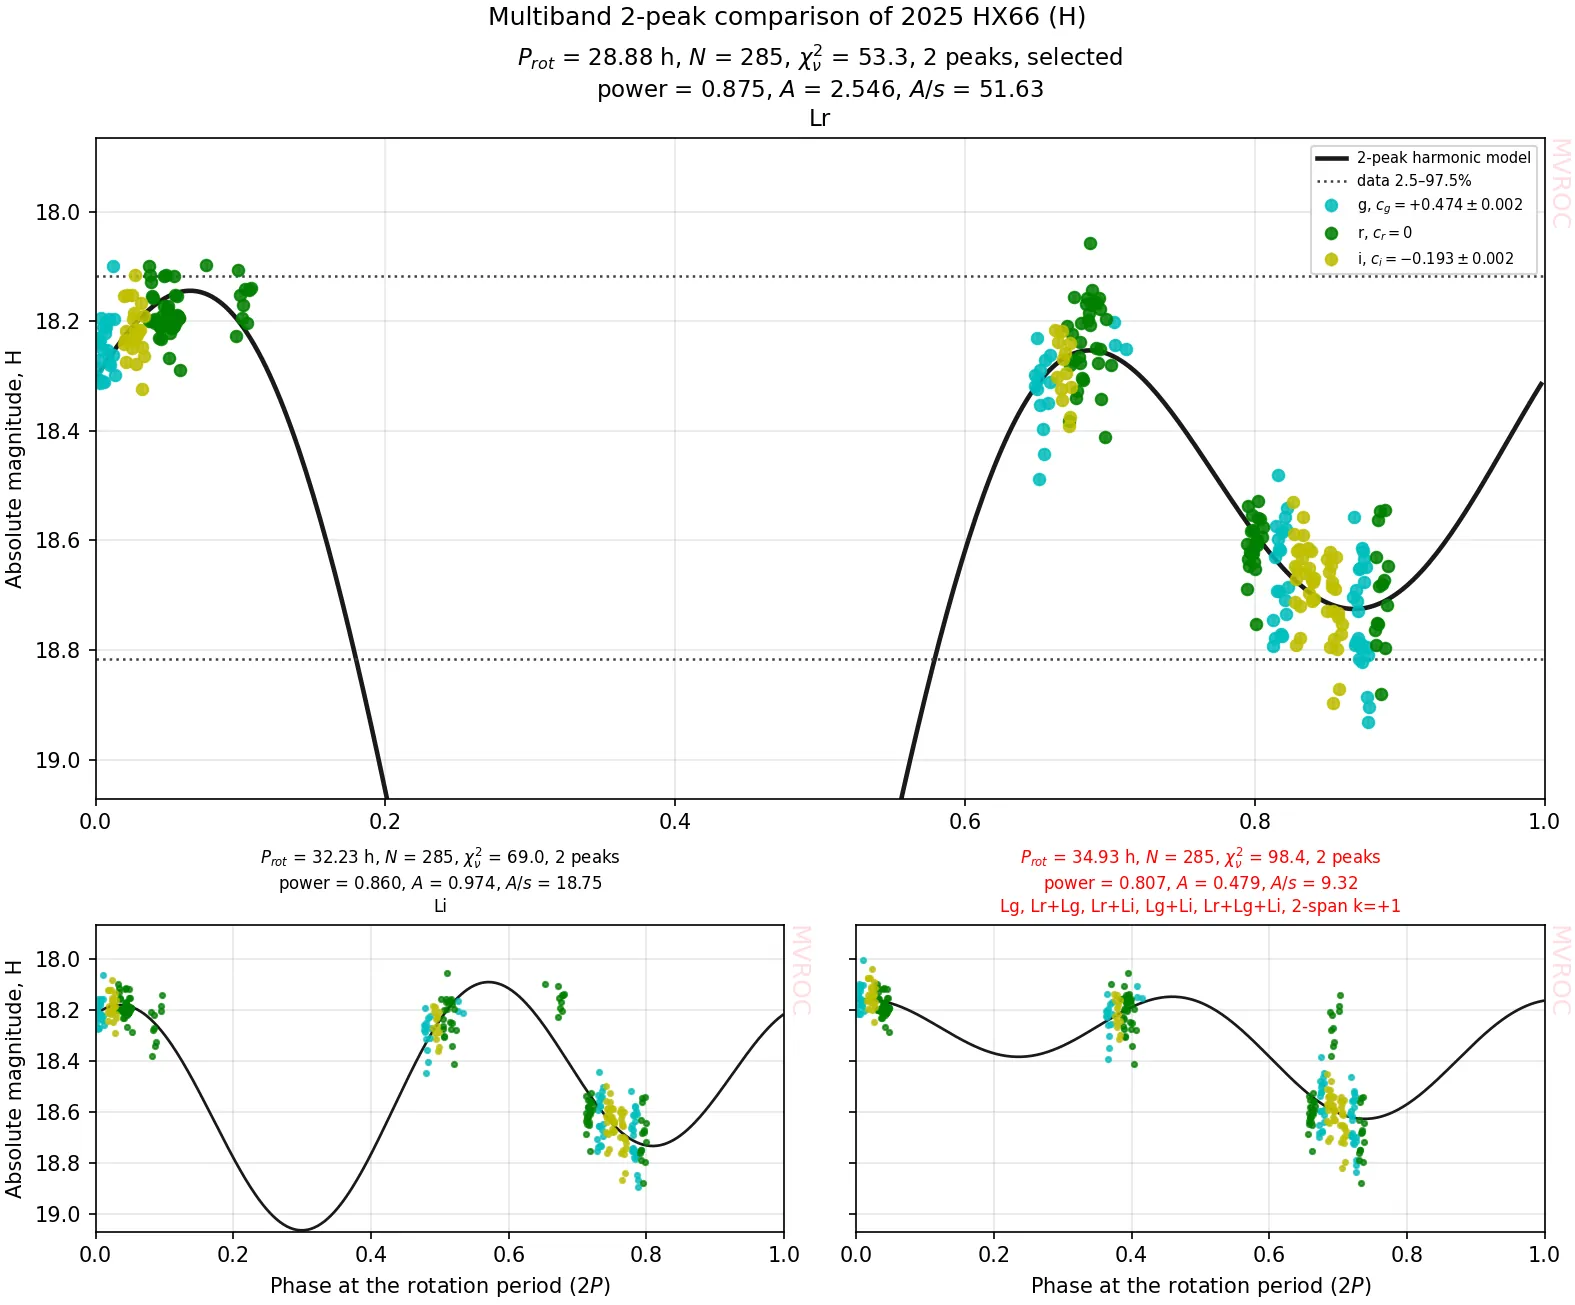 Multiband 2-peak comparison of 2025 HX66 (H)
P_rot = 28.88 h, N = 285, χ²_ν = 53.3, 2 peaks, selected
power = 0.875, A = 2.546, A/s = 51.63
Lr
2-peak harmonic model
data 2.5–97.5%
g, c_g = +0.474 ± 0.002
r, c_r = 0
i, c_i = −0.193 ± 0.002
MVROC
Absolute magnitude, H
18.0
18.2
18.4
18.6
18.8
19.0
0.0 0.2 0.4 0.6 0.8 1.0
P_rot = 32.23 h, N = 285, χ²_ν = 69.0, 2 peaks
power = 0.860, A = 0.974, A/s = 18.75
Li
MVROC
Absolute magnitude, H
18.0
18.2
18.4
18.6
18.8
19.0
0.0 0.2 0.4 0.6 0.8 1.0
Phase at the rotation period (2P)
P_rot = 34.93 h, N = 285, χ²_ν = 98.4, 2 peaks
power = 0.807, A = 0.479, A/s = 9.32
Lg, Lr+Lg, Lr+Li, Lg+Li, Lr+Lg+Li, 2-span k=+1
MVROC
0.0 0.2 0.4 0.6 0.8 1.0
Phase at the rotation period (2P)